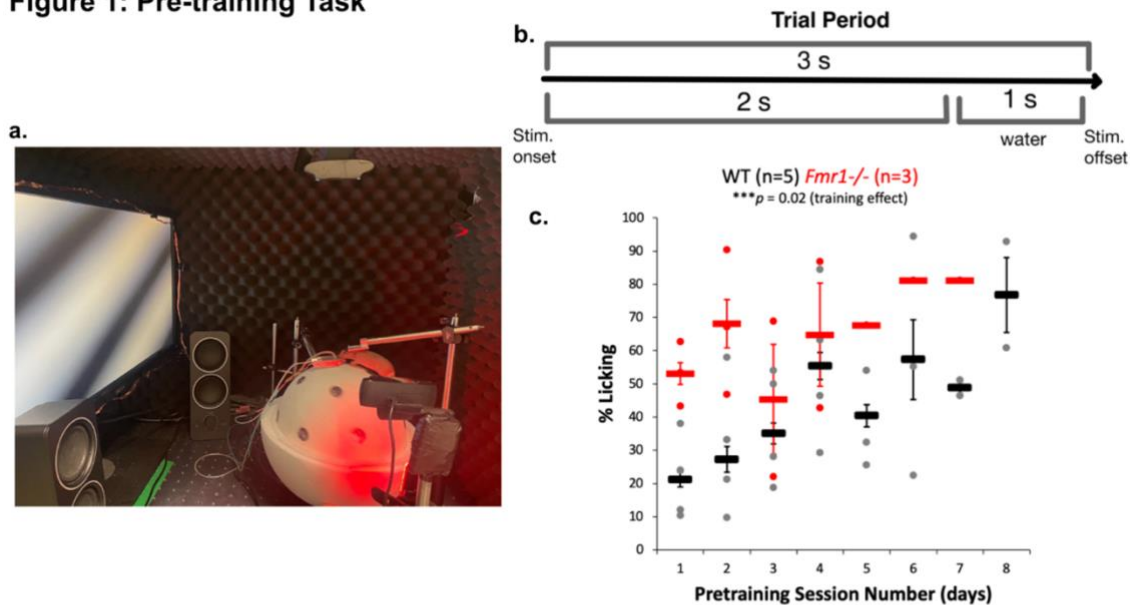 Figure 1: Pre-training Task
Trial Period
b.
3 s
2 s
1 s
a.
Stim.
onset
water
Stim.
offset
WT (n=5) Fmr1-/- (n=3)
***p = 0.02 (training effect)
c.
100
90
80
70
60
50
40
30
20
10
0
% Licking
1 2 3 4 5 6 7 8
Pretraining Session Number (days)